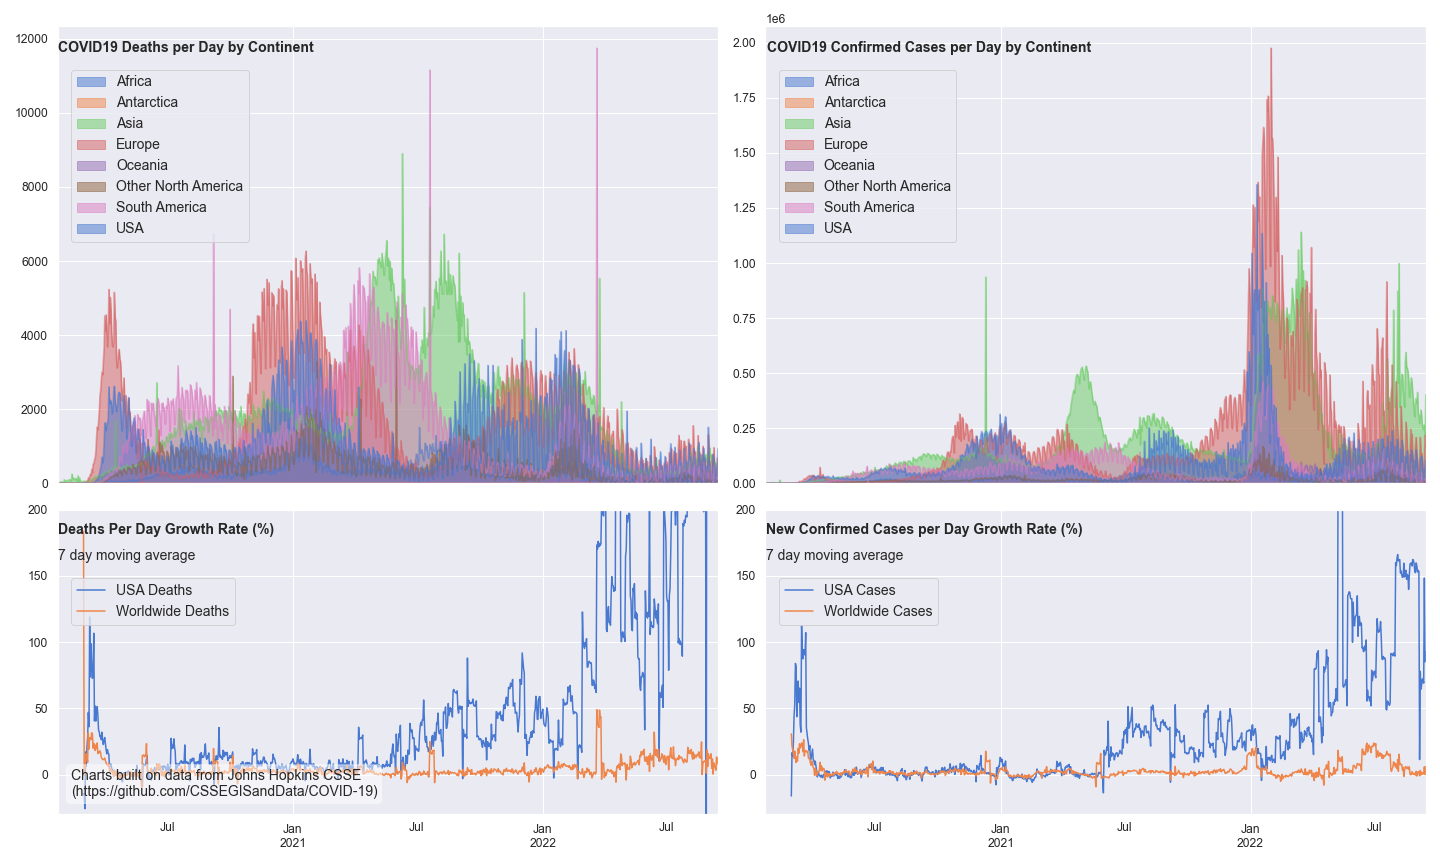 COVID19 Deaths per Day by Continent
12000
10000
8000
6000
4000
2000
0
Africa
Antarctica
Asia
Europe
Oceania
Other North America
South America
USA
1e6
COVID19 Confirmed Cases per Day by Continent
2.00
1.75
1.50
1.25
1.00
0.75
0.50
0.25
0.00
Africa
Antarctica
Asia
Europe
Oceania
Other North America
South America
USA
Deaths Per Day Growth Rate (%)
7 day moving average
200
150
100
50
0
USA Deaths
Worldwide Deaths
Charts built on data from Johns Hopkins CSSE
(https://github.com/CSSEGISandData/COVID-19)
Jul
Jan
2021
Jul
Jan
2022
Jul
New Confirmed Cases per Day Growth Rate (%)
7 day moving average
200
150
100
50
0
USA Cases
Worldwide Cases
Jul
Jan
2021
Jul
Jan
2022
Jul